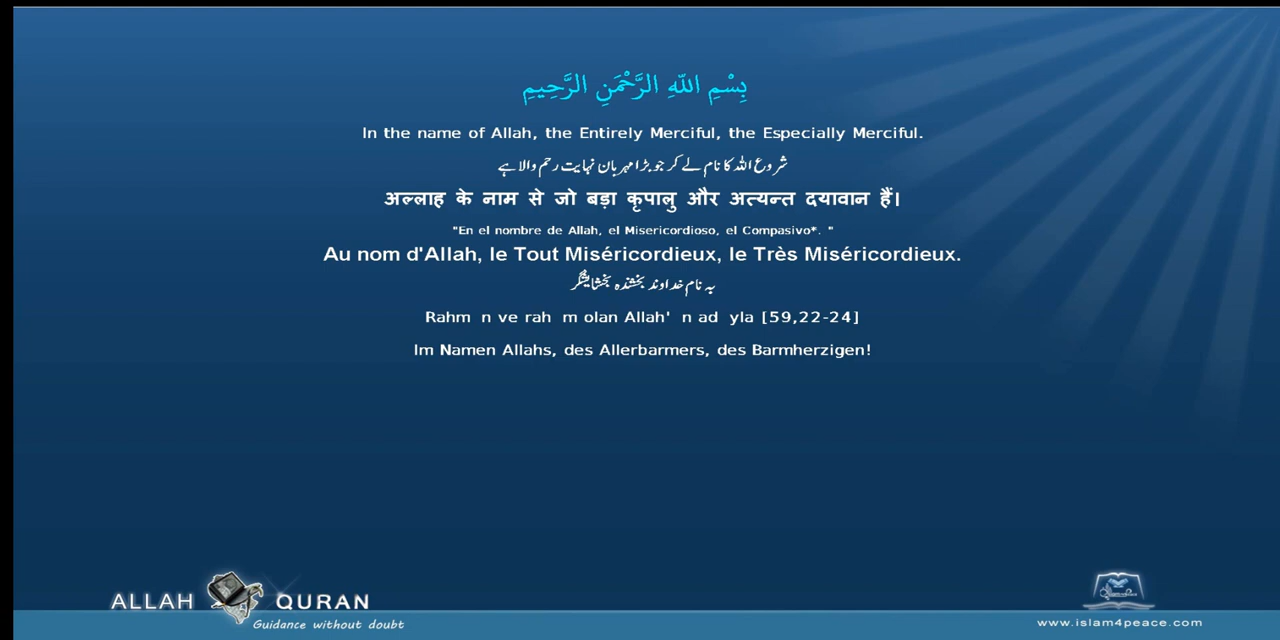 بِسْمِ اللّهِ الرَّحْمَنِ الرَّحِيمِ
In the name of Allah, the Entirely Merciful, the Especially Merciful.
شروع الله کا نام لے کر جو بڑا مہربان نہایت رحم والا ہے
अल्लाह के नाम से जो बड़ा कृपालु और अत्यन्त दयावान हैं।
"En el nombre de Allah, el Misericordioso, el Compasivo*. "
Au nom d'Allah, le Tout Miséricordieux, le Très Miséricordieux.
به نام خداوند بخشنده بخشایشگر
Rahm n ve rah m olan Allah' n ad yla [59,22-24]
Im Namen Allahs, des Allerbarmers, des Barmherzigen!
ALLAH QURAN
Guidance without doubt
www.islam4peace.com